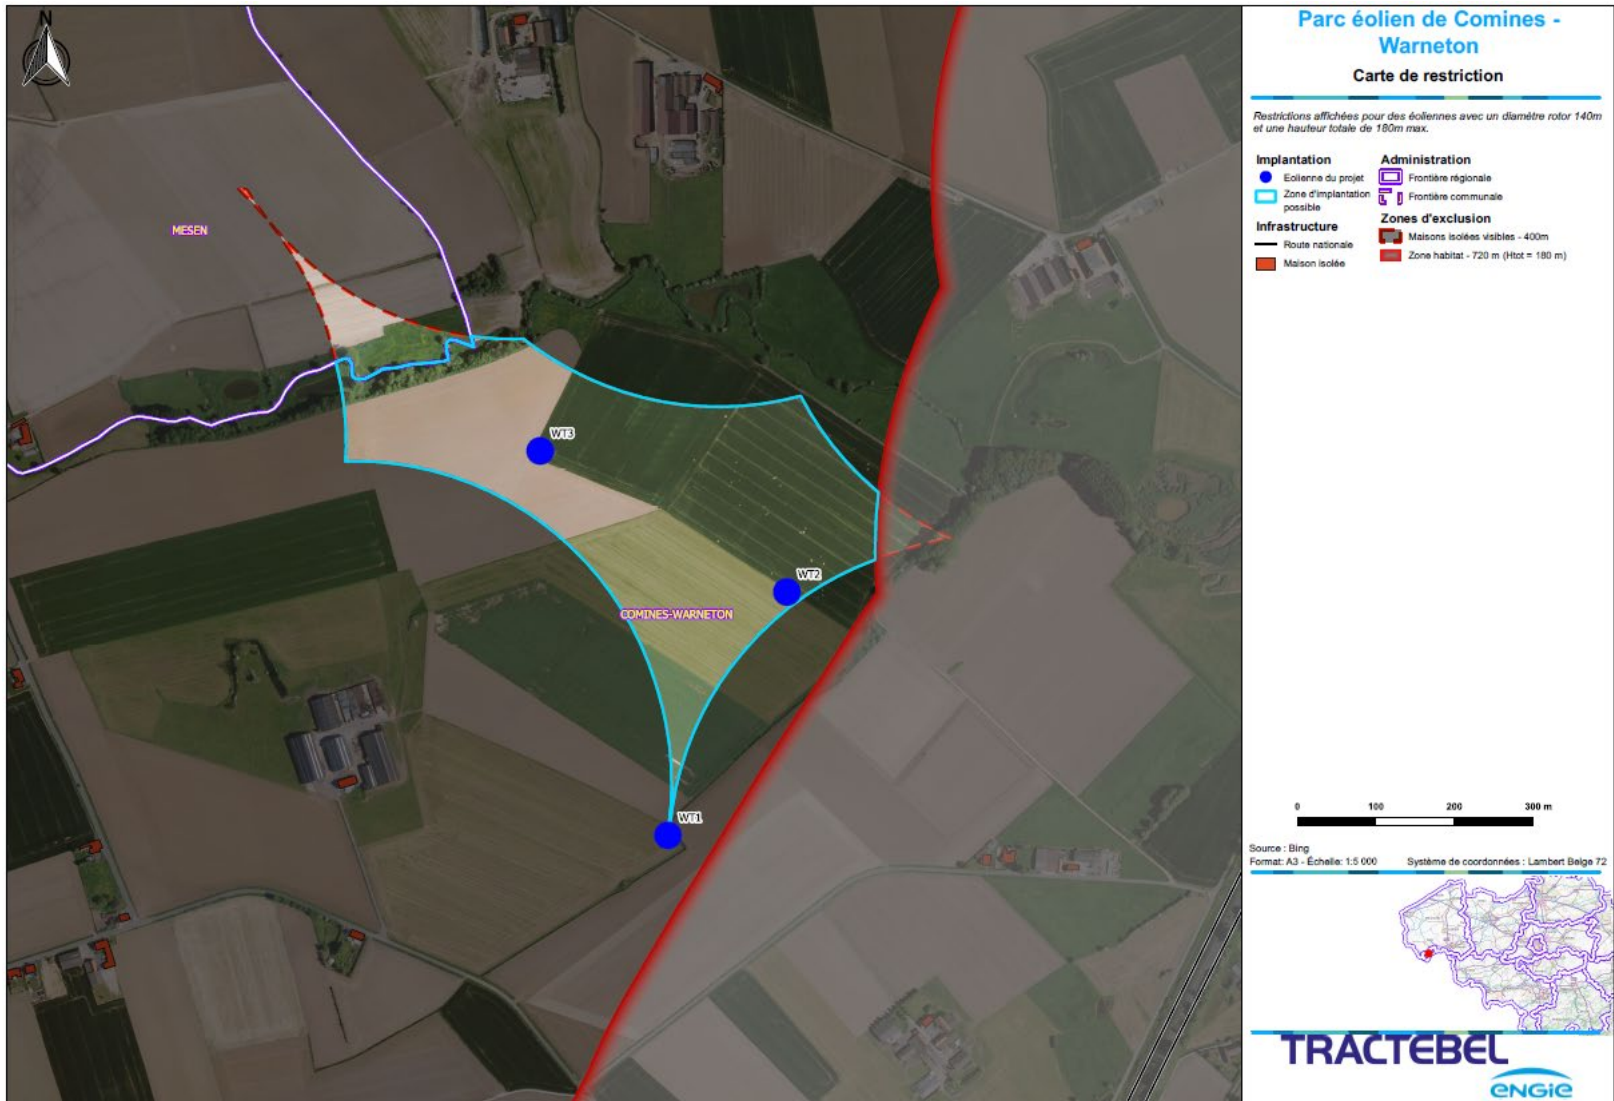 N
MESEN
WT3
WT2
COMINES-WARNETON
WT1
Parc éolien de Comines -
Warneton
Carte de restriction
Restrictions affichées pour des éoliennes avec un diamètre rotor 140m
et une hauteur totale de 180m max.
Implantation
Eolienne du projet
Zone d'implantation
possible
Infrastructure
Route nationale
Maison isolée
Administration
Frontière régionale
Frontière communale
Zones d'exclusion
Maisons isolées visibles - 400m
Zone habitat - 720 m (Htot = 180 m)
0 100 200 300 m
Source : Bing
Format: A3 - Échelle: 1:5 000 Système de coordonnées : Lambert Belge 72
TRACTEBEL
ENGIE